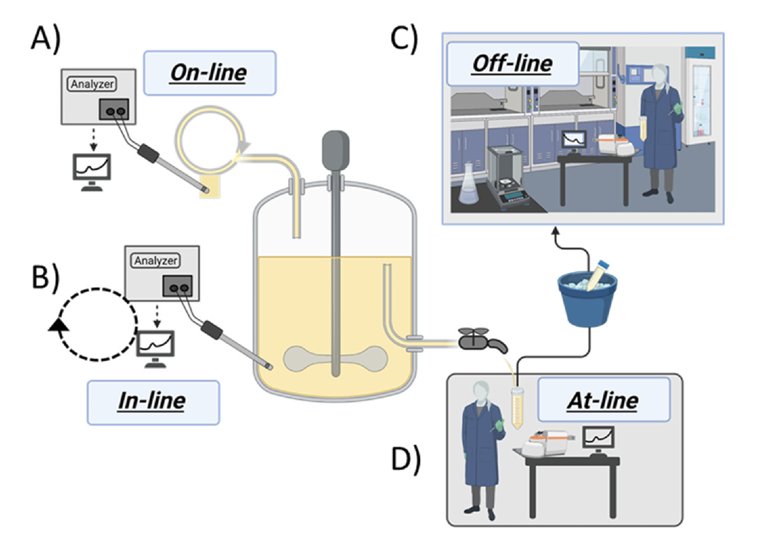 A)
On-line
Analyzer
B)
Analyzer
In-line
C)
Off-line
D)
At-line